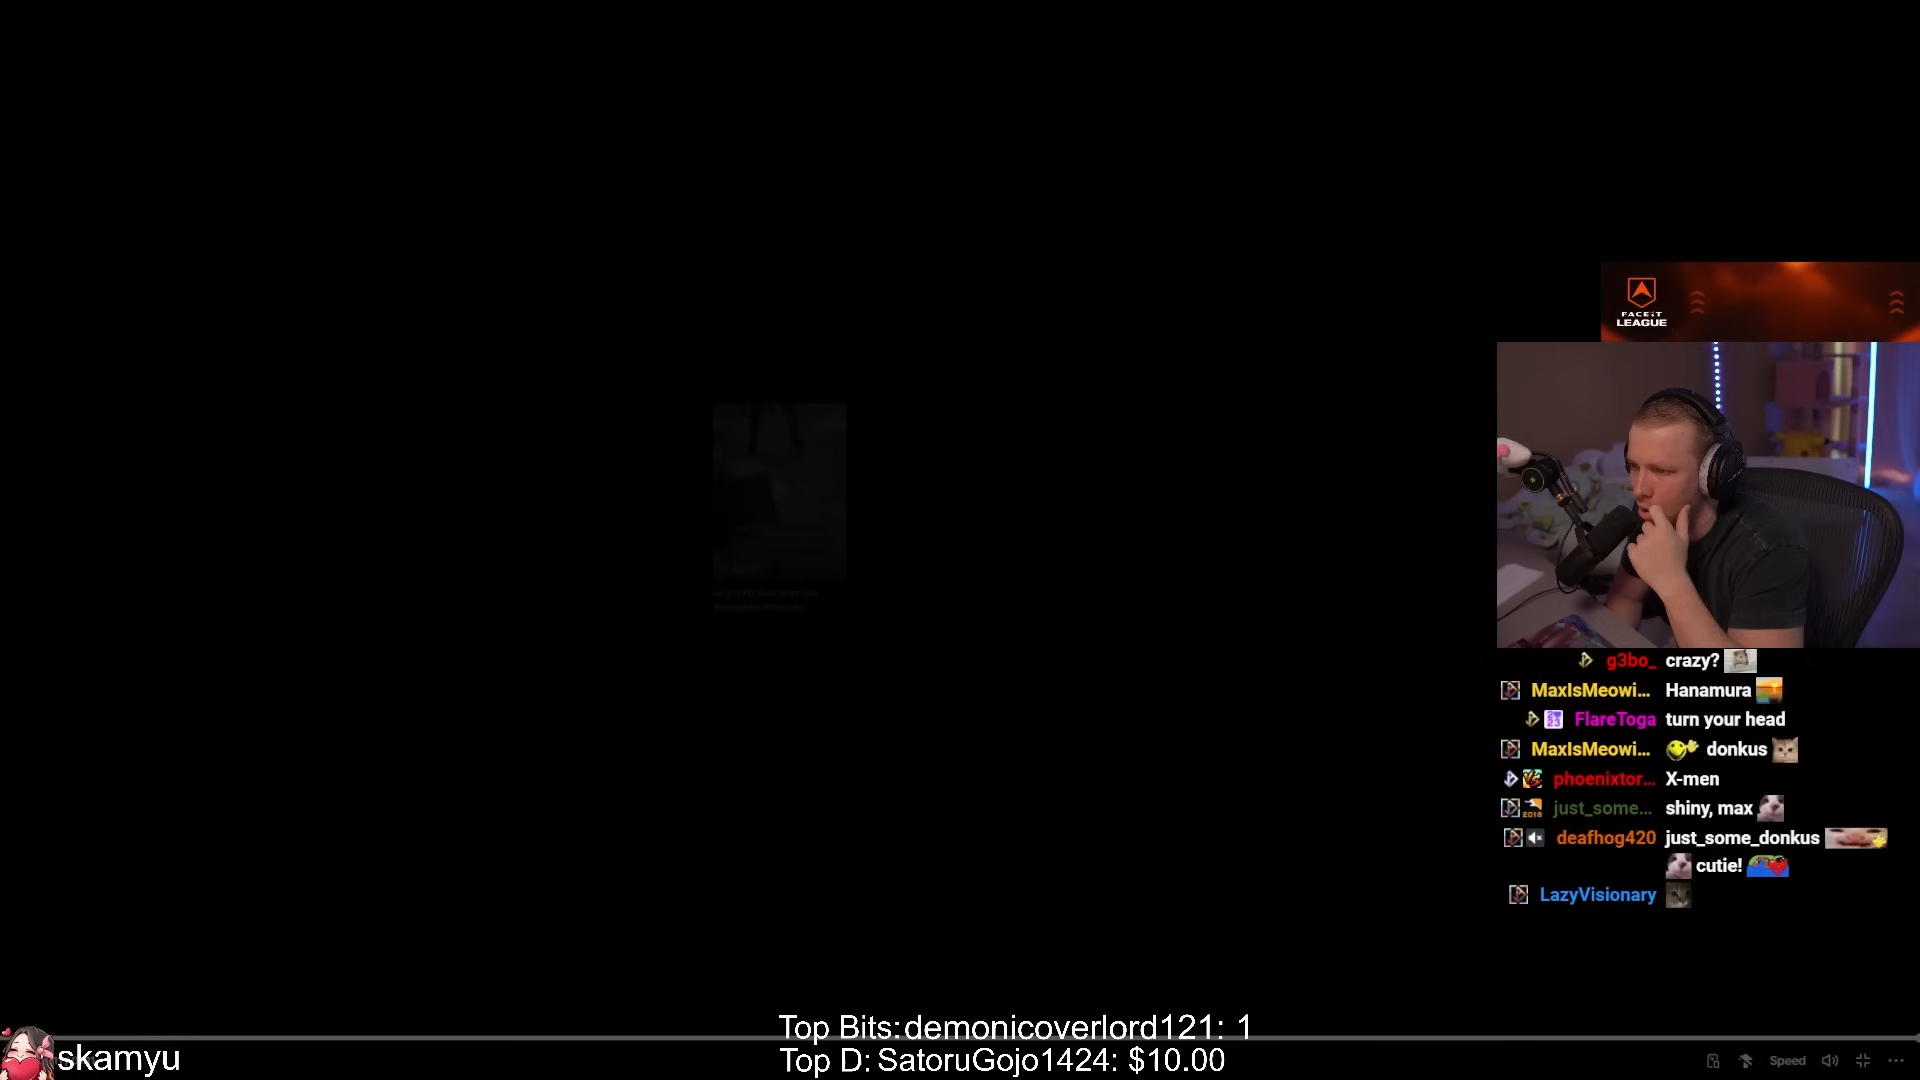 FACEIT
LEAGUE
g3bo_ crazy?
MaxIsMeowi... Hanamura
FlareToga turn your head
MaxIsMeowi... donkus
phoenixtor... X-men
just_some... shiny, max
deafhog420 just_some_donkus
cutie!
LazyVisionary
Top Bits: demonicoverlord121: 1
Top D: SatoruGojo1424: $10.00
skamyu
Speed